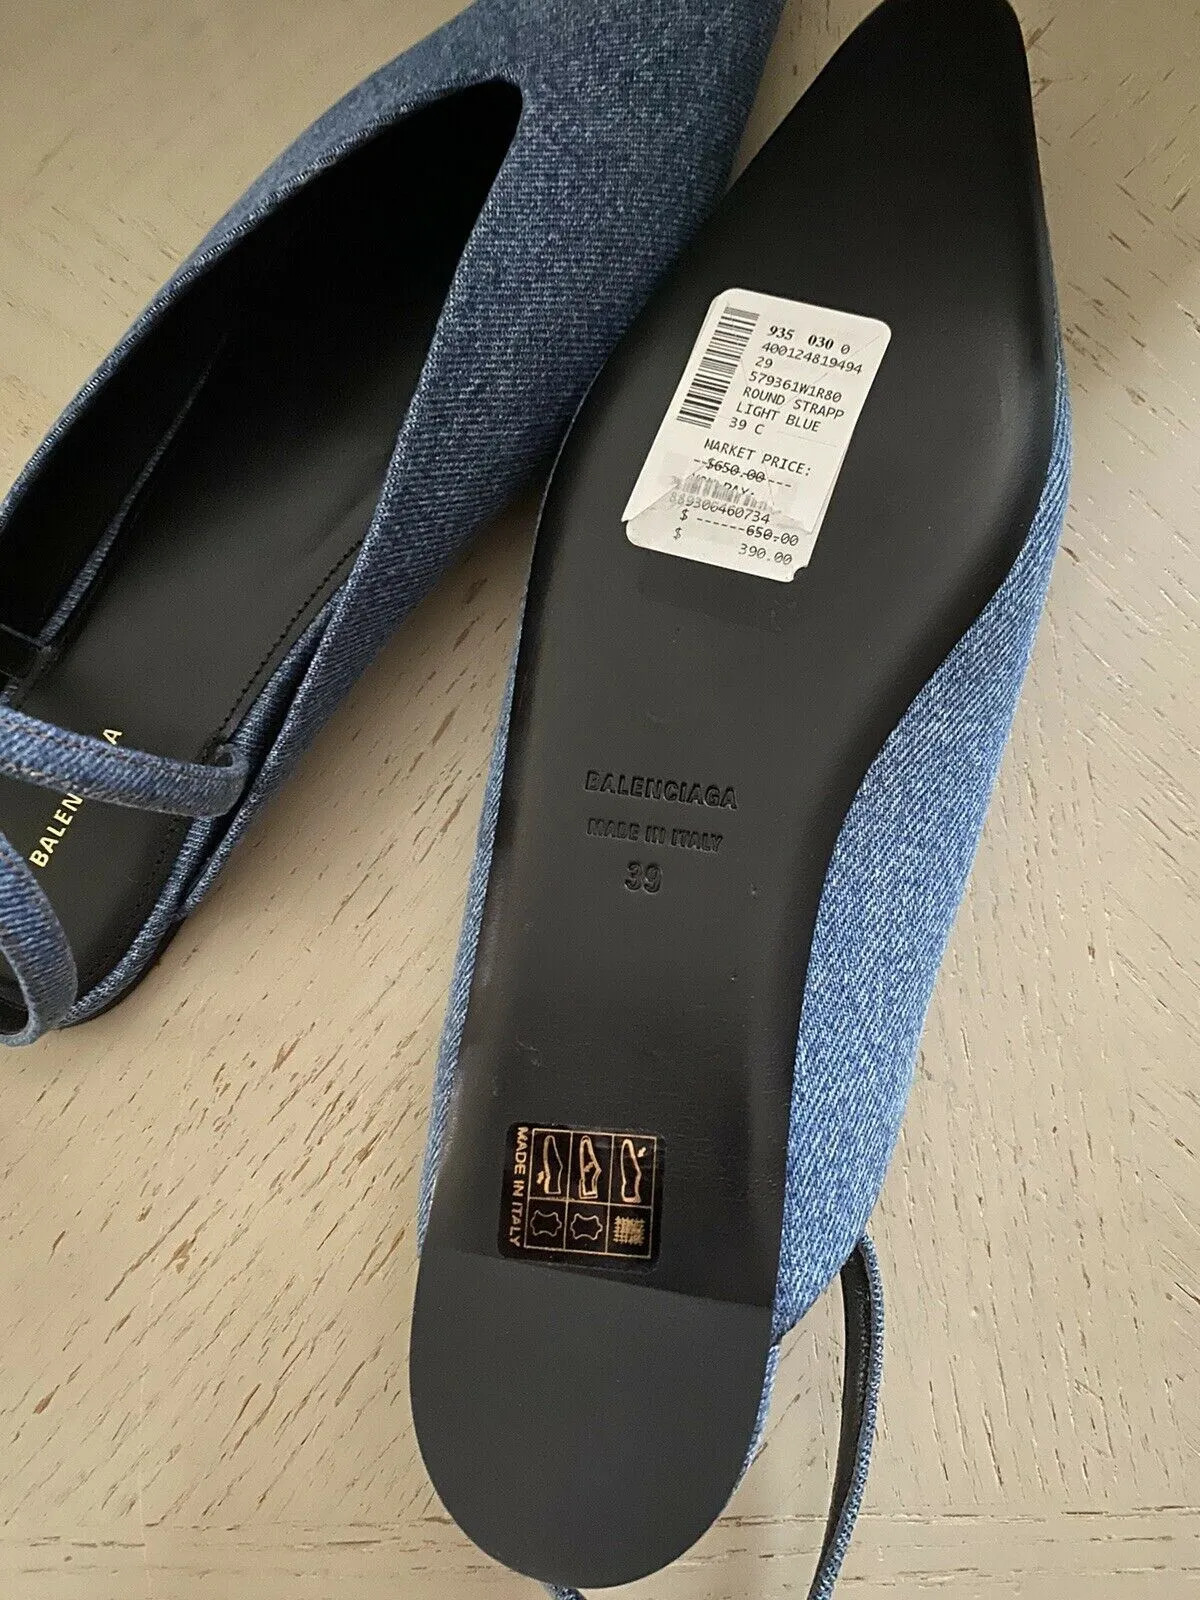 935 030 0
400124819494
29
579361W1R80
ROUND STRAPP
LIGHT BLUE
39 C
MARKET PRICE:
$650.00
889300460734
$ 650.00
$ 390.00
BALENCIAGA
MADE IN ITALY
39
BALEN A
MADE IN ITALY